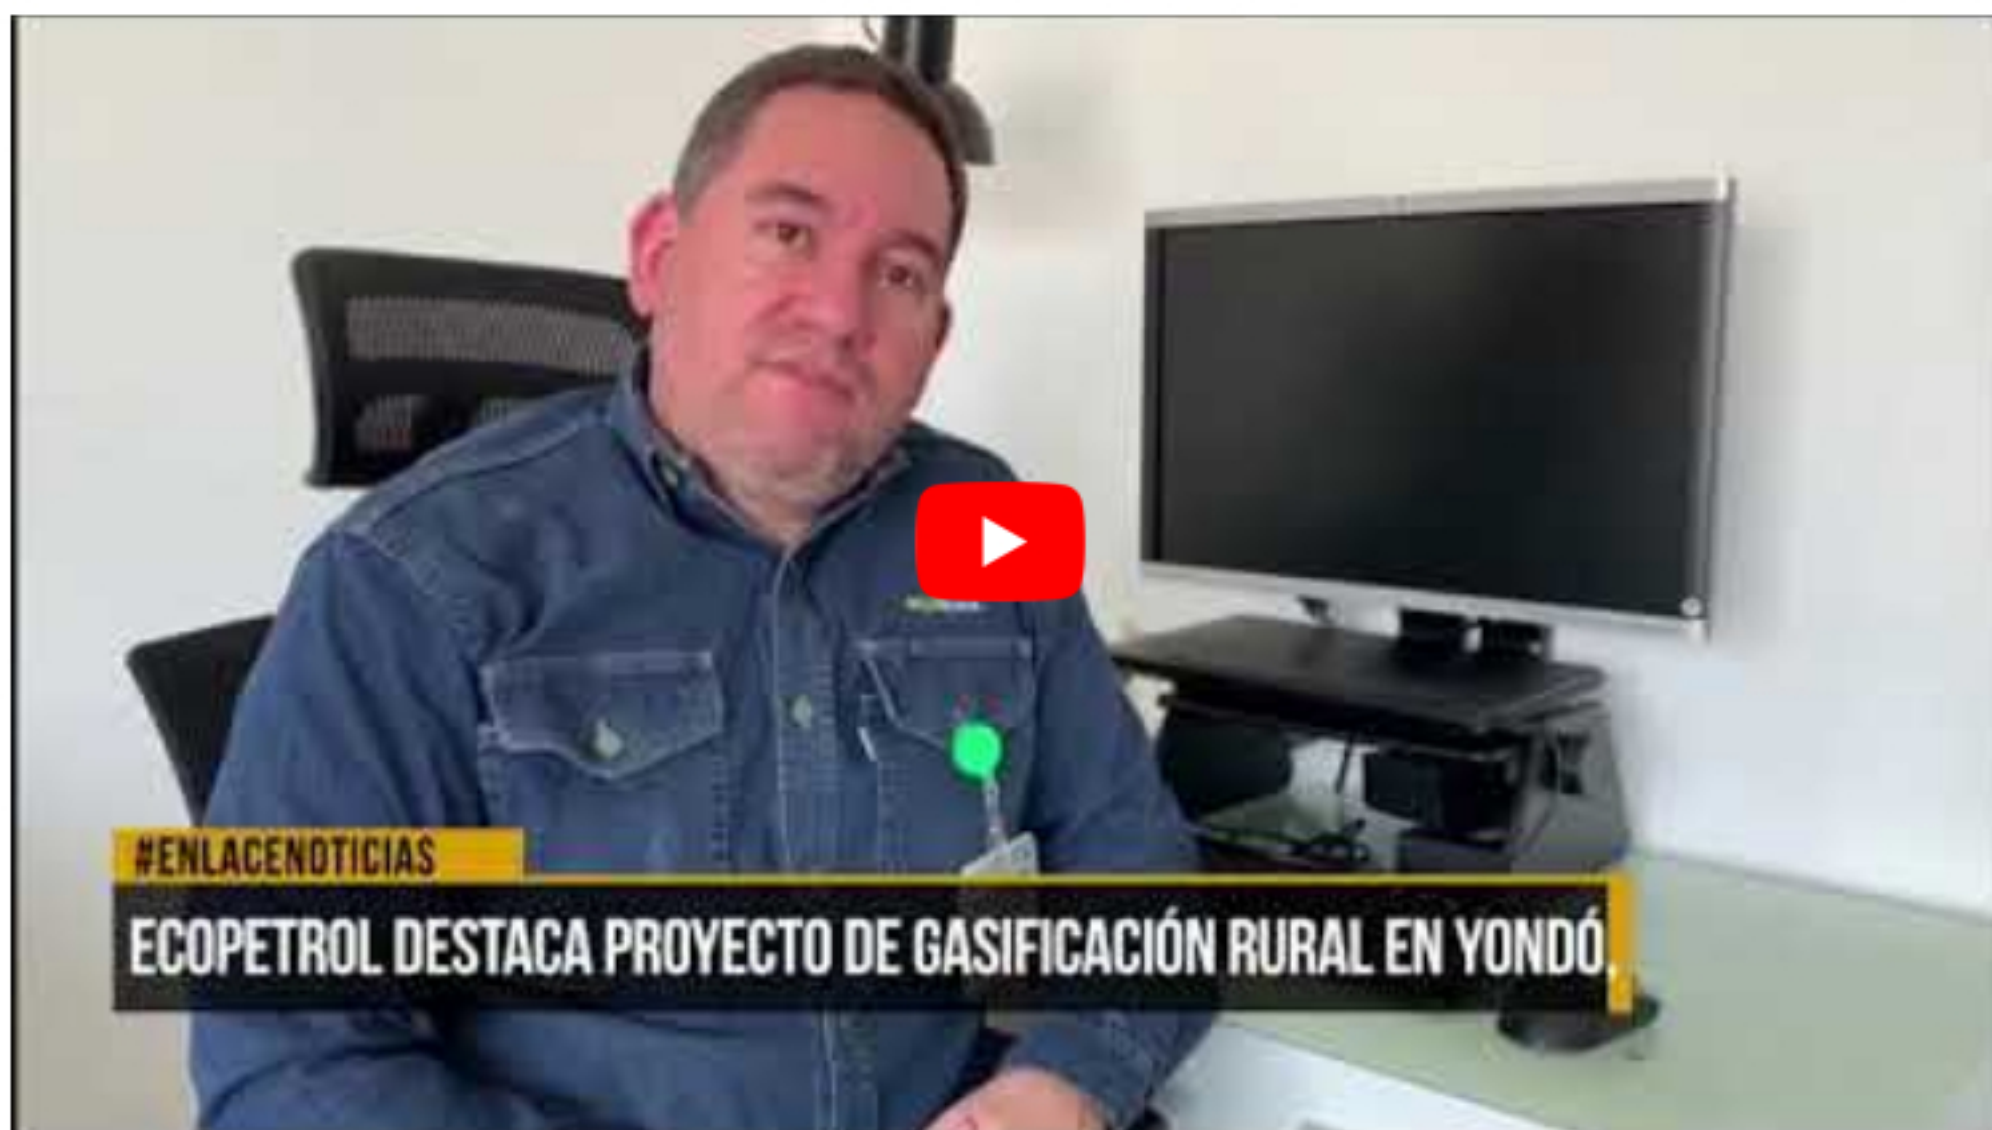 #ENLACENOTICIAS
ECOPETROL DESTACA PROYECTO DE GASIFICACIÓN RURAL EN YONDÓ.